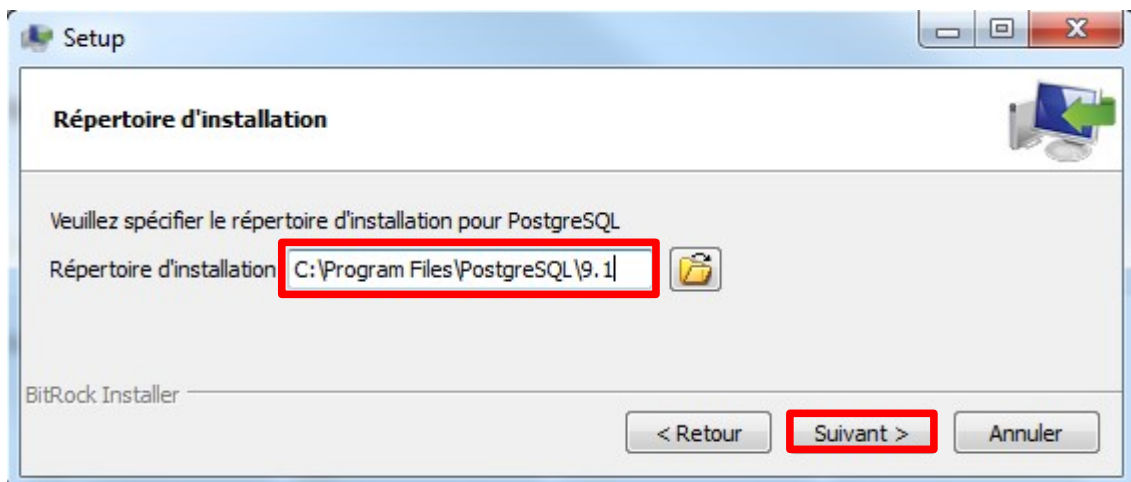 Setup
Répertoire d'installation
Veuillez spécifier le répertoire d'installation pour PostgreSQL
Répertoire d'installation C:\Program Files\PostgreSQL\9.1
BitRock Installer
< Retour Suivant > Annuler